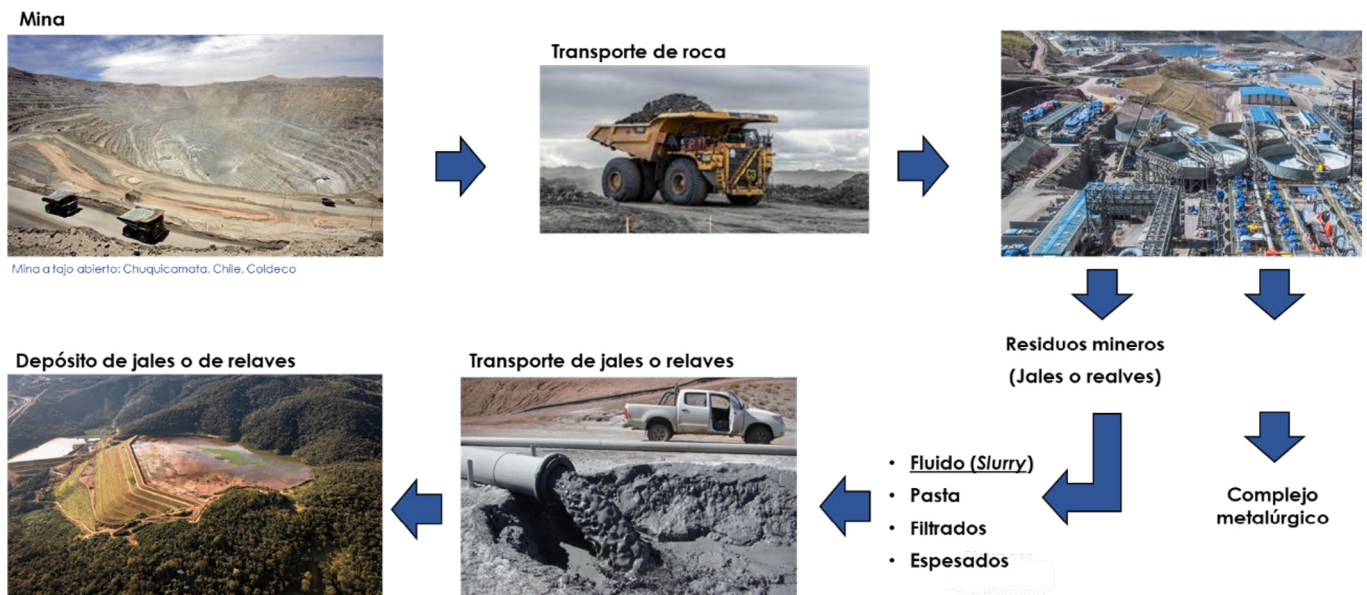 Mina
Transporte de roca
Mina a tajo abierto: Chuquicamata, Chile, Coldeco
Residuos mineros
(Jales o realves)
Depósito de jales o de relaves
Transporte de jales o relaves
• Fluido (Slurry)
• Pasta
• Filtrados
• Espesados
Complejo
metalúrgico